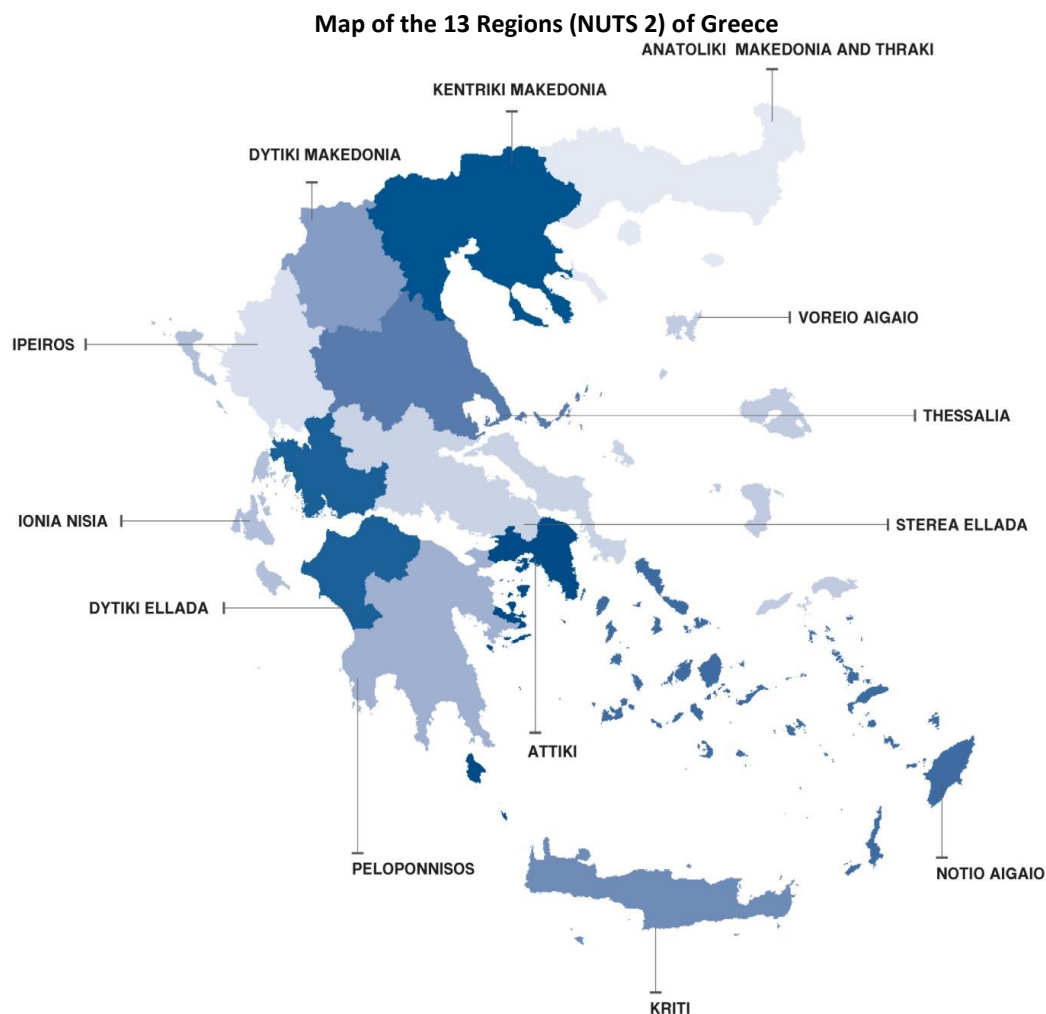 Map of the 13 Regions (NUTS 2) of Greece
ANATOLIKI MAKEDONIA AND THRAKI
KENTRIKI MAKEDONIA
DYTIKI MAKEDONIA
VOREIO AIGAIO
IPEIROS
THESSALIA
IONIA NISIA
STEREA ELLADA
DYTIKI ELLADA
ATTIKI
PELOPONNISOS
NOTIO AIGAIO
KRITI